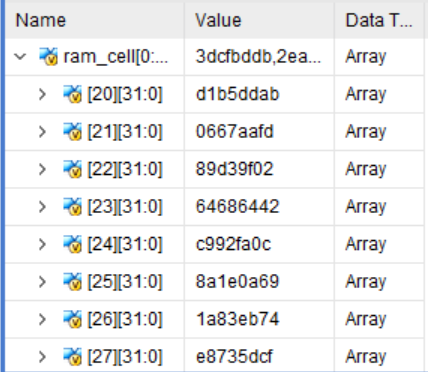 Name Value Data T...
ram_cell[0:... 3dcfbddb,2ea... Array
[20][31:0] d1b5ddab Array
[21][31:0] 0667aafd Array
[22][31:0] 89d39f02 Array
[23][31:0] 64686442 Array
[24][31:0] c992fa0c Array
[25][31:0] 8a1e0a69 Array
[26][31:0] 1a83eb74 Array
[27][31:0] e8735dcf Array